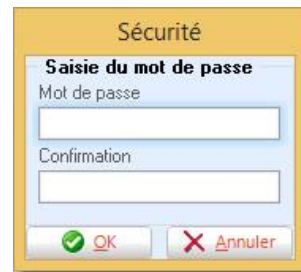 Sécurité
Saisie du mot de passe
Mot de passe
Confirmation
OK Annuler